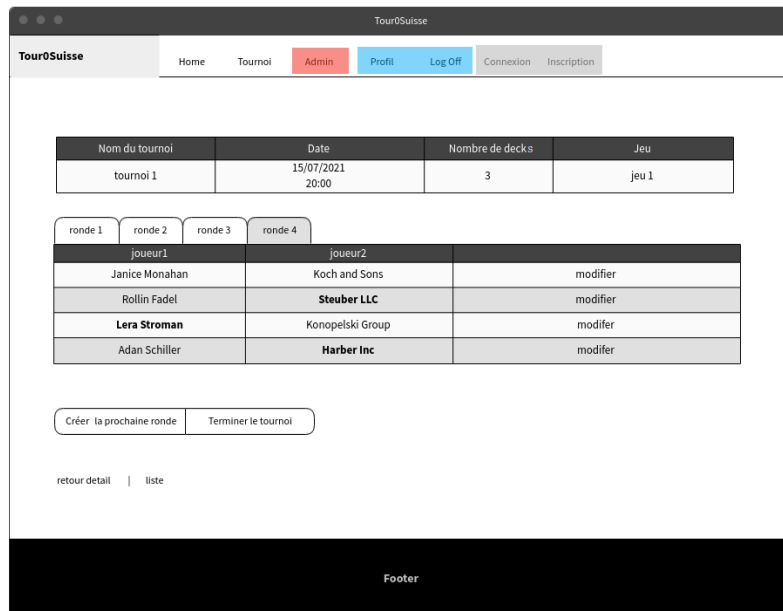 Tour0Suisse
Tour0Suisse
Home Tournoi Admin Profil Log Off Connexion Inscription
Nom du tournoi Date Nombre de decks Jeu
tournoi 1 15/07/2021 20:00 3 jeu 1
ronde 1 ronde 2 ronde 3 ronde 4
joueur1 joueur2
Janice Monahan Koch and Sons modifier
Rollin Fadel Steuber LLC modifier
Lera Stroman Konopelski Group modifer
Adan Schiller Harber Inc modifer
Créer la prochaine ronde Terminer le tournoi
retour detail | liste
Footer